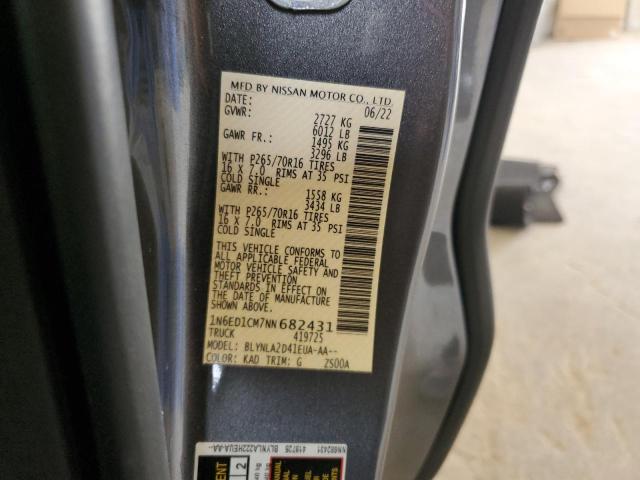 MFD BY NISSAN MOTOR CO., LTD.
DATE: 06/22
GVWR: 2727 KG
6012 LB
GAWR FR.: 1495 KG
3296 LB
WITH P265/70R16 TIRES
16 X 7.0 RIMS AT 35 PSI
COLD SINGLE
GAWR RR.: 1558 KG
3434 LB
WITH P265/70R16 TIRES
16 X 7.0 RIMS AT 35 PSI
COLD SINGLE
THIS VEHICLE CONFORMS TO
ALL APPLICABLE FEDERAL
MOTOR VEHICLE SAFETY AND
THEFT PREVENTION
STANDARDS IN EFFECT ON
THE DATE OF MANUFACTURE
SHOWN ABOVE.
1N6ED1CM7NN682431
TRUCK 419725
MODEL: BLYNLA2D41EUA-AA--
COLOR: KAD TRIM: G 2S00A
NN682431